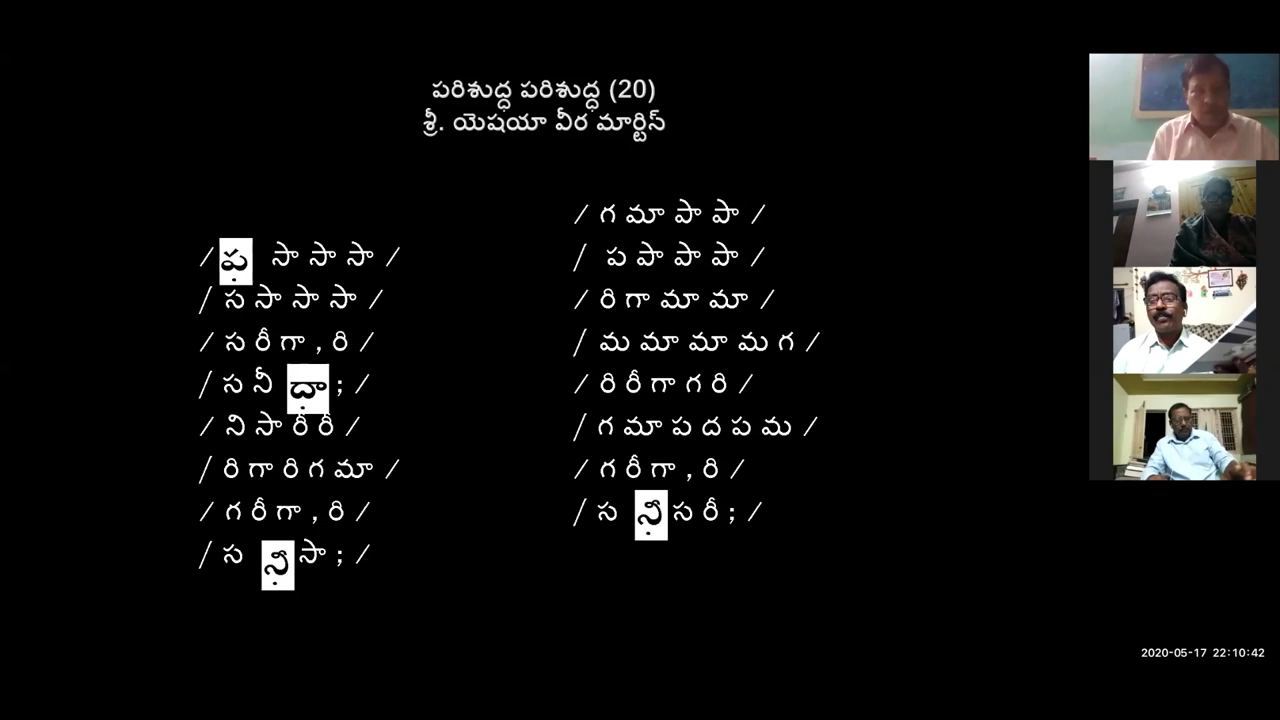 పరిశుద్ధ పరిశుద్ధ (20)
శ్రీ. యెషయా వీర మార్టిస్
/ ప̣ సా సా సా /
/ స సా సా సా /
/ స రీ గా , రి /
/ స నీ దా̣ ; /
/ ని సా రీ రీ /
/ రి గా రి గ మా /
/ గ రీ గా , రి /
/ స నీ̣ సా ; /
/ గ మా పా పా /
/ ప పా పా పా /
/ రి గా మా మా /
/ మ మా మా మ గ /
/ రి రీ గా గ రి /
/ గ మా ప ద ప మ /
/ గ రీ గా , రి /
/ స నీ̣ స రీ ; /
2020-05-17 22:10:42